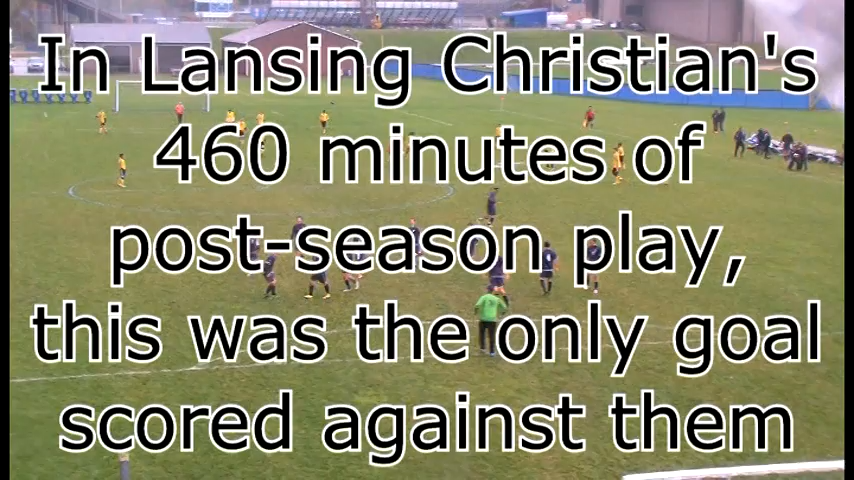 In Lansing Christian's
460 minutes of
post-season play,
this was the only goal
scored against them